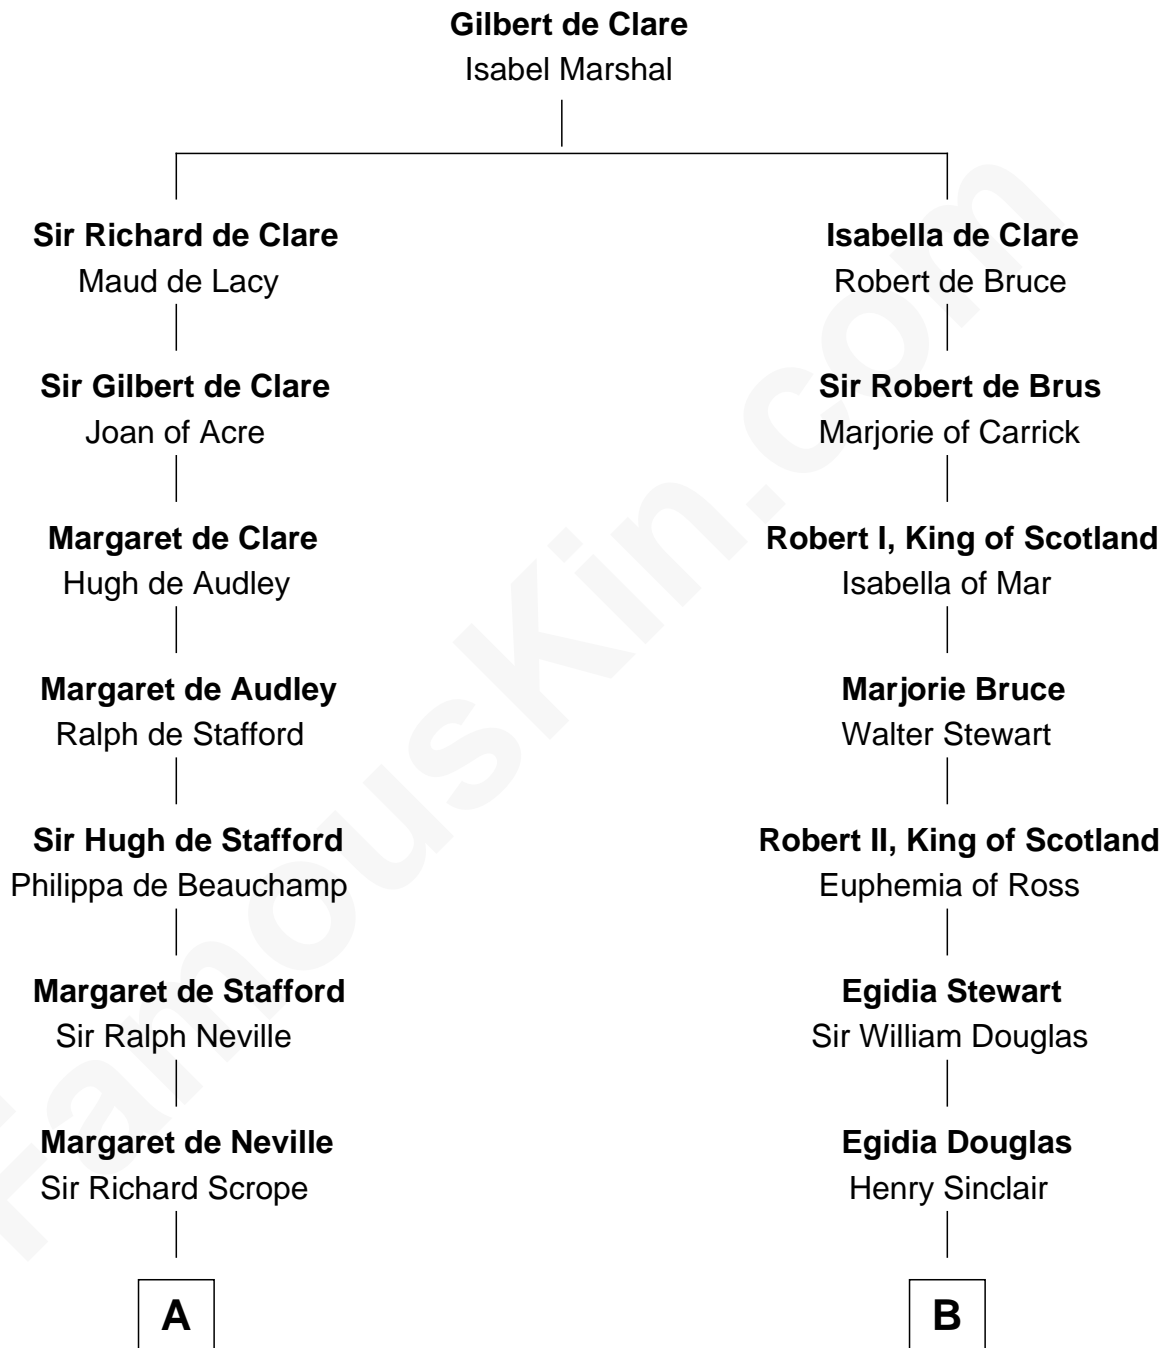 Gilbert de Clare
Isabel Marshal
Sir Richard de Clare
Maud de Lacy
Isabella de Clare
Robert de Bruce
Sir Gilbert de Clare
Joan of Acre
Sir Robert de Brus
Marjorie of Carrick
Margaret de Clare
Hugh de Audley
Robert I, King of Scotland
Isabella of Mar
Margaret de Audley
Ralph de Stafford
Marjorie Bruce
Walter Stewart
Sir Hugh de Stafford
Philippa de Beauchamp
Robert II, King of Scotland
Euphemia of Ross
Margaret de Stafford
Sir Ralph Neville
Egidia Stewart
Sir William Douglas
Margaret de Neville
Sir Richard Scrope
Egidia Douglas
Henry Sinclair
A
B
FamousKin.com